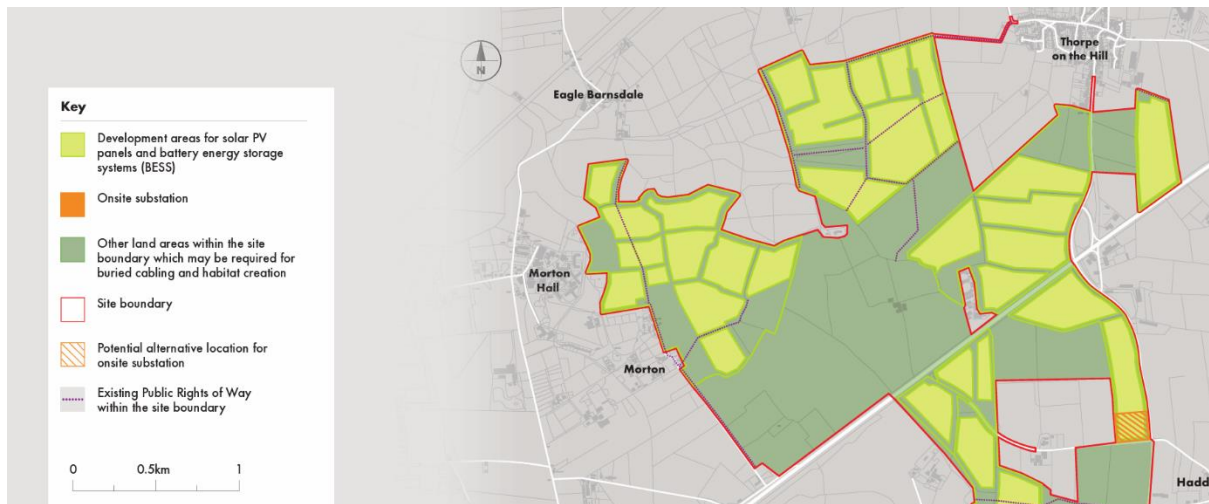 Thorpe
on the Hill
N
Eagle Barnsdale
Key
Development areas for solar PV
panels and battery energy storage
systems (BESS)
Onsite substation
Other land areas within the site
boundary which may be required for
buried cabling and habitat creation
Site boundary
Potential alternative location for
onsite substation
Existing Public Rights of Way
within the site boundary
0 0.5km 1
Morton
Hall
Morton
Hadd